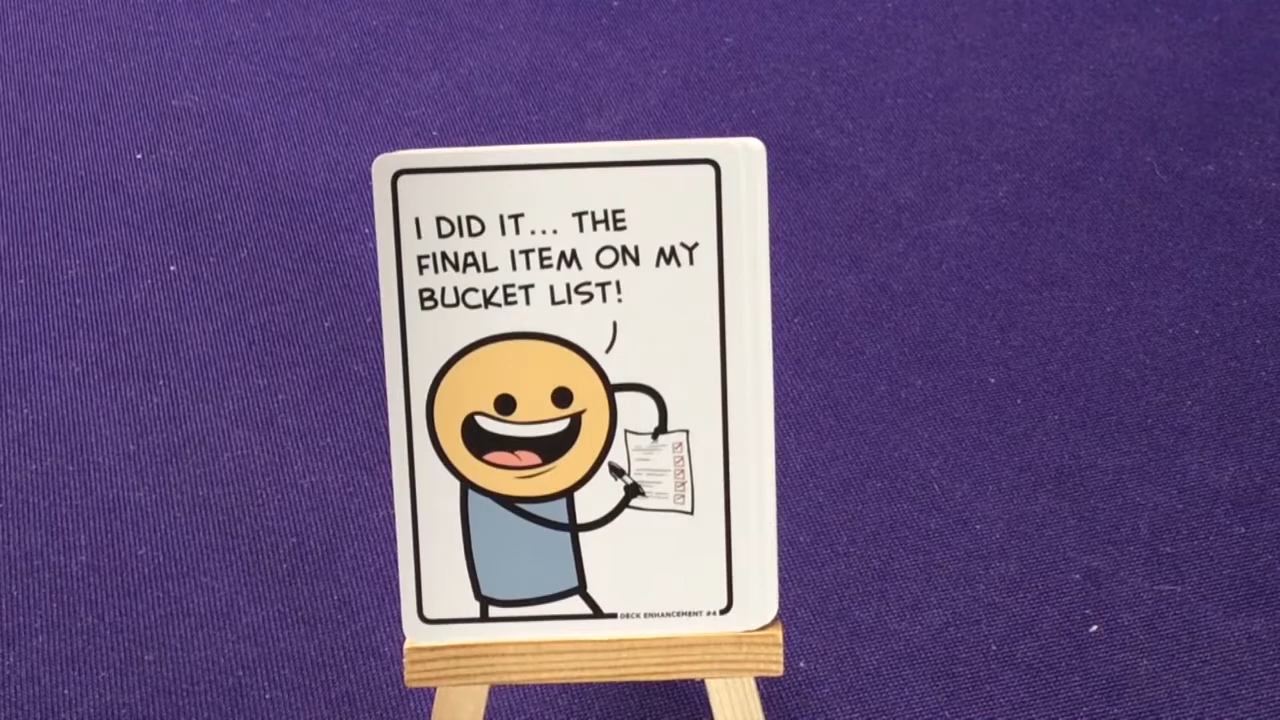 I DID IT... THE
FINAL ITEM ON MY
BUCKET LIST!
DECK ENHANCEMENT #4